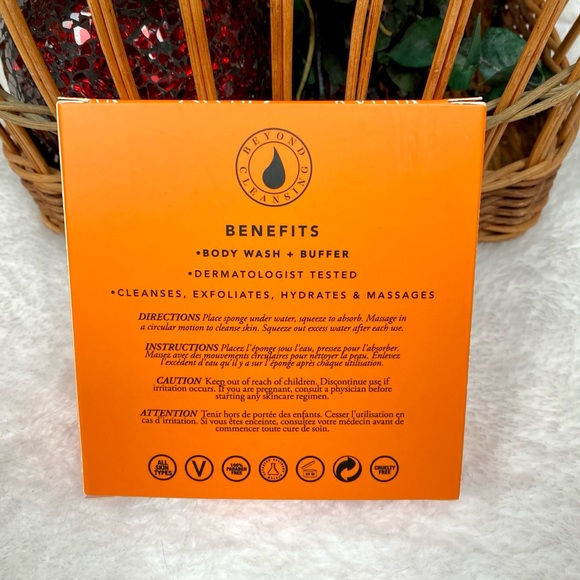 BEYOND
CLEANSING
BENEFITS
•BODY WASH + BUFFER
•DERMATOLOGIST TESTED
•CLEANSES, EXFOLIATES, HYDRATES & MASSAGES
DIRECTIONS Place sponge under water, squeeze to absorb. Massage in
a circular motion to cleanse skin. Squeeze out excess water after each use.
INSTRUCTIONS Placez l'éponge sous l'eau, pressez pour l'absorber.
Massez avec des mouvements circulaires pour nettoyer la peau. Enlevez
l'excédent d'eau qu'il y a sur l'éponge après chaque utilisation.
CAUTION Keep out of reach of children. Discontinue use if
irritation occurs. If you are pregnant, consult a physician before
starting any skincare regimen.
ATTENTION Tenir hors de portée des enfants. Cesser l'utilisation en
cas d'irritation. Si vous êtes enceinte, consultez votre médecin avant de
commencer toute cure de soin.
ALL
SKIN
TYPES
V
100%
PARABEN
FREE
CRUELTY
FREE